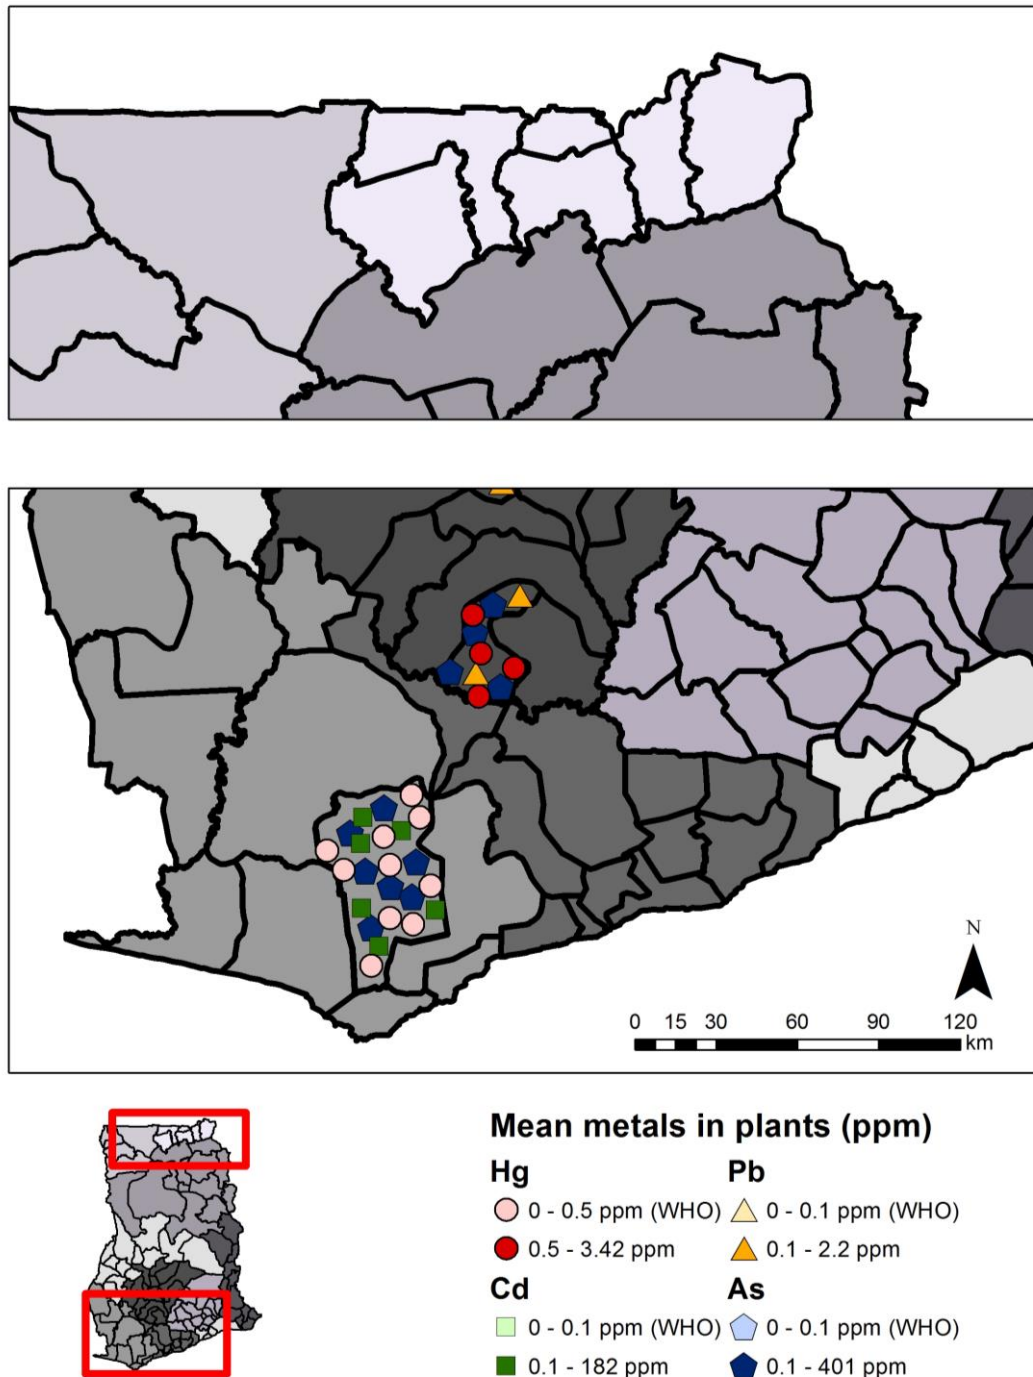 N
0 15 30 60 90 120
km
Mean metals in plants (ppm)
Hg Pb
0 - 0.5 ppm (WHO) 0 - 0.1 ppm (WHO)
0.5 - 3.42 ppm 0.1 - 2.2 ppm
Cd As
0 - 0.1 ppm (WHO) 0 - 0.1 ppm (WHO)
0.1 - 182 ppm 0.1 - 401 ppm